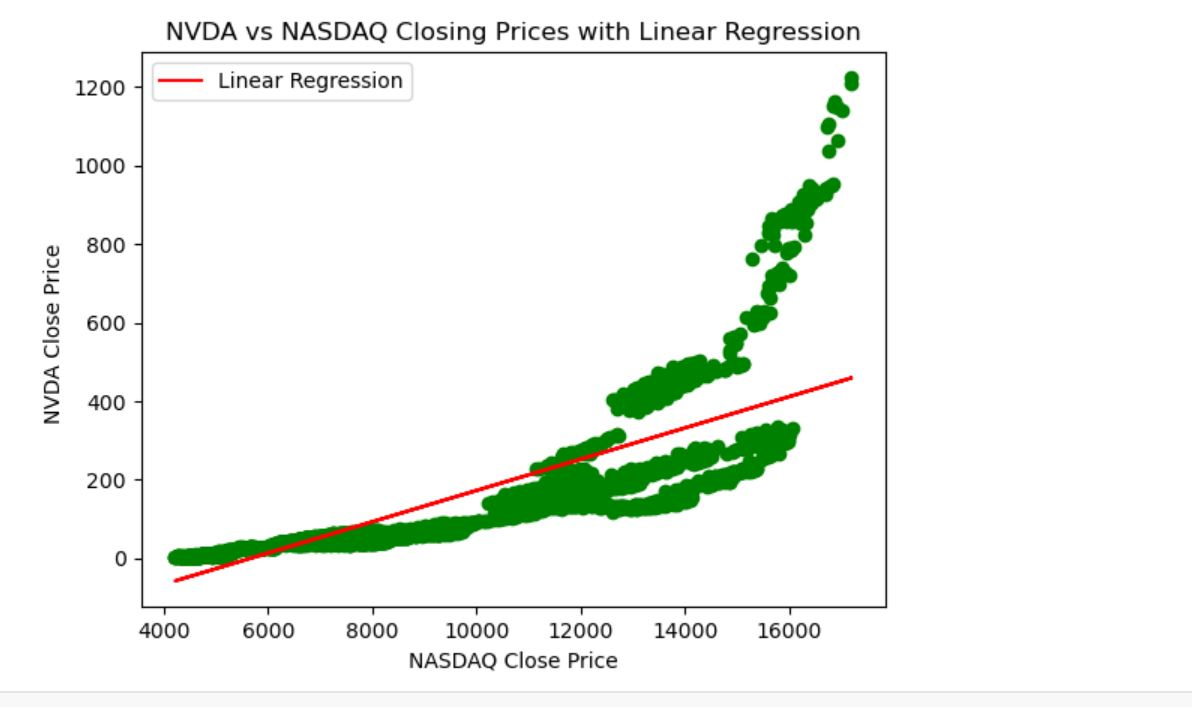 NVDA vs NASDAQ Closing Prices with Linear Regression
Linear Regression
1200
1000
800
600
400
200
0
NVDA Close Price
4000 6000 8000 10000 12000 14000 16000
NASDAQ Close Price